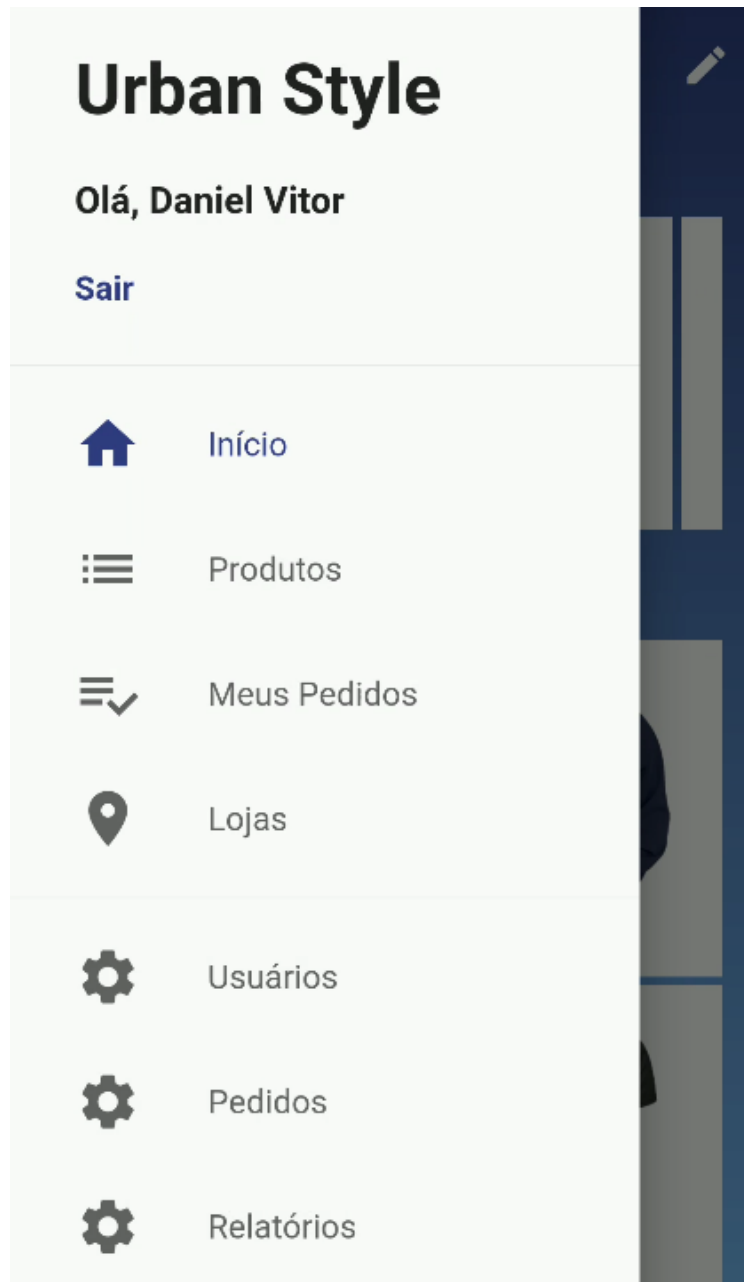 Urban Style
Olá, Daniel Vitor
Sair
Início
Produtos
Meus Pedidos
Lojas
Usuários
Pedidos
Relatórios